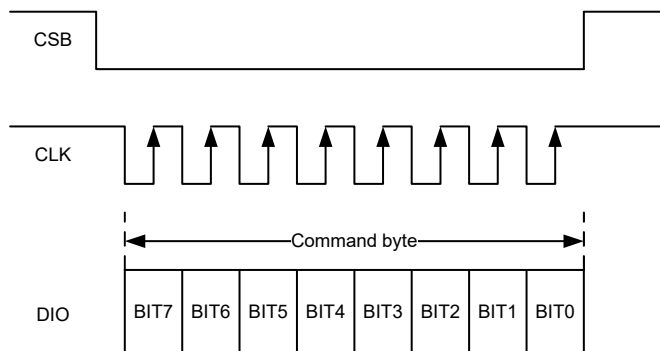 CSB
CLK
Command byte
DIO BIT7 BIT6 BIT5 BIT4 BIT3 BIT2 BIT1 BIT0